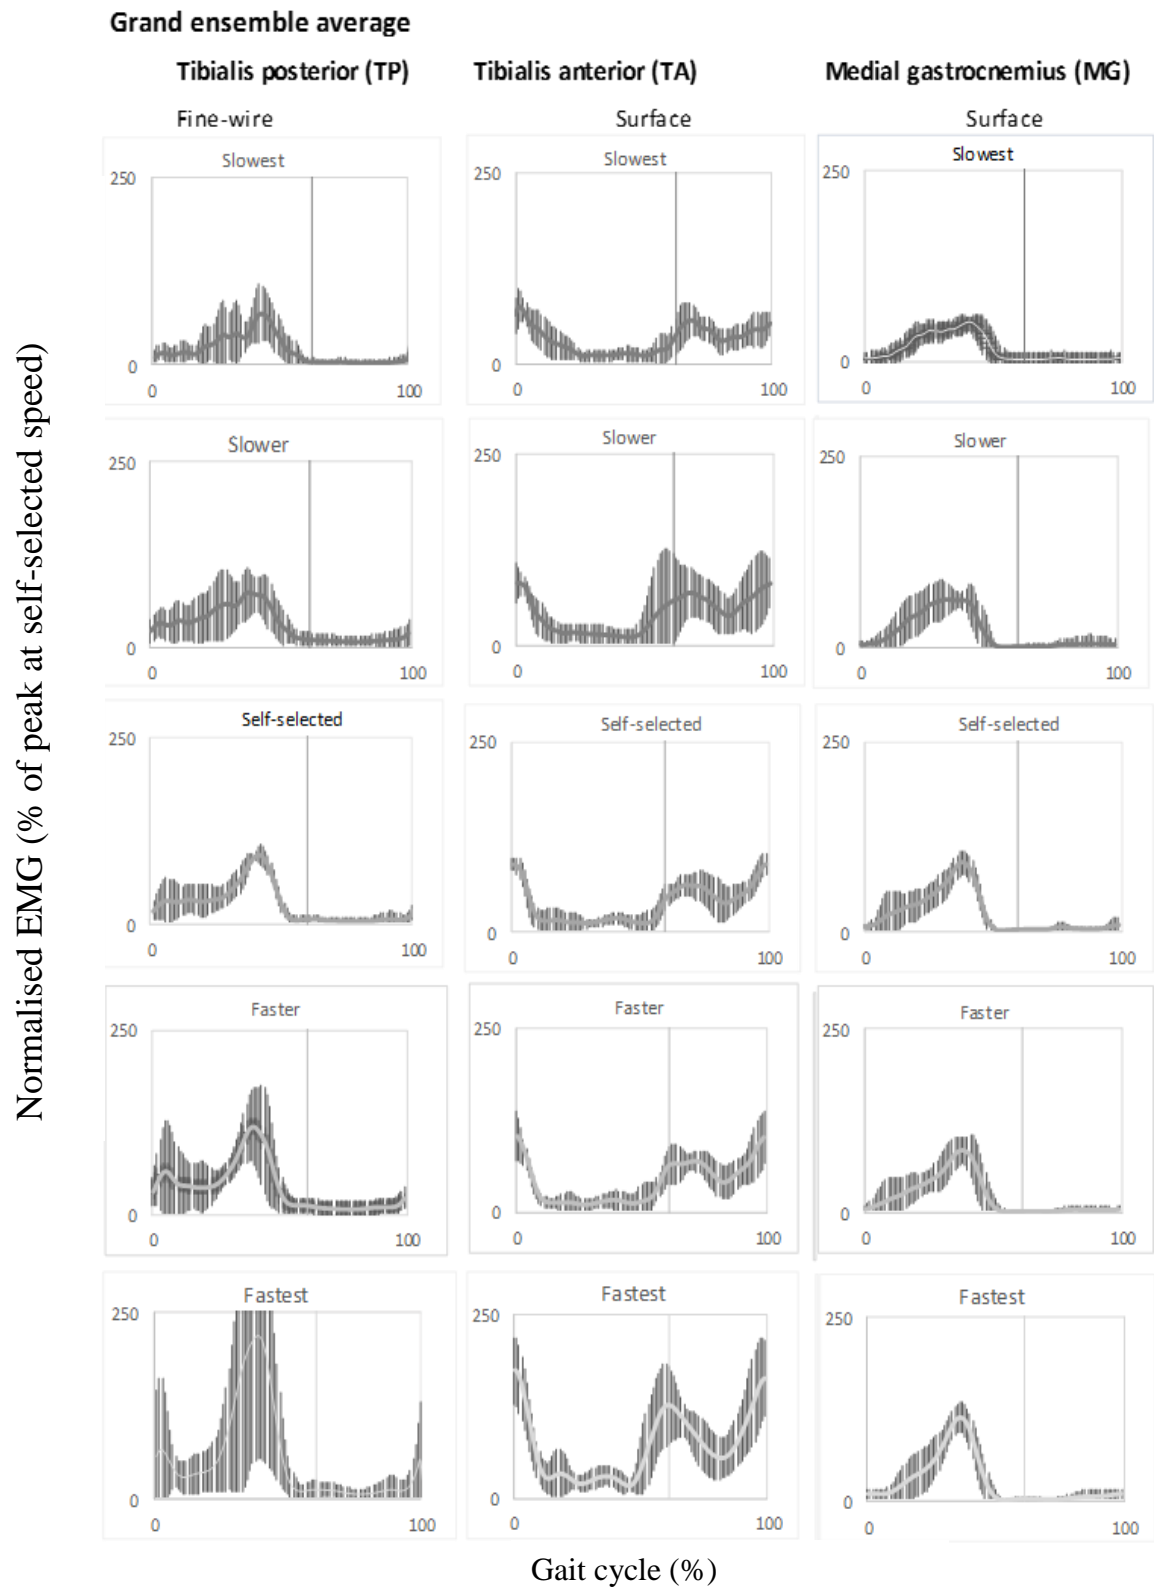 Grand ensemble average
Tibialis posterior (TP) Tibialis anterior (TA) Medial gastrocnemius (MG)
Fine-wire Surface Surface
Slowest Slowest Slowest
250 250 250
0 0 0
0 100 0 100 0 100
Slower Slower Slower
250 250 250
0 0 0
0 100 0 100 0 100
Self-selected Self-selected Self-selected
250 250 250
0 0 0
0 100 0 100 0 100
Faster Faster Faster
250 250 250
0 0 0
0 100 0 100 0 100
Fastest Fastest Fastest
250 250 250
0 0 0
0 100 0 100 0 100
Normalised EMG (% of peak at self-selected speed)
Gait cycle (%)